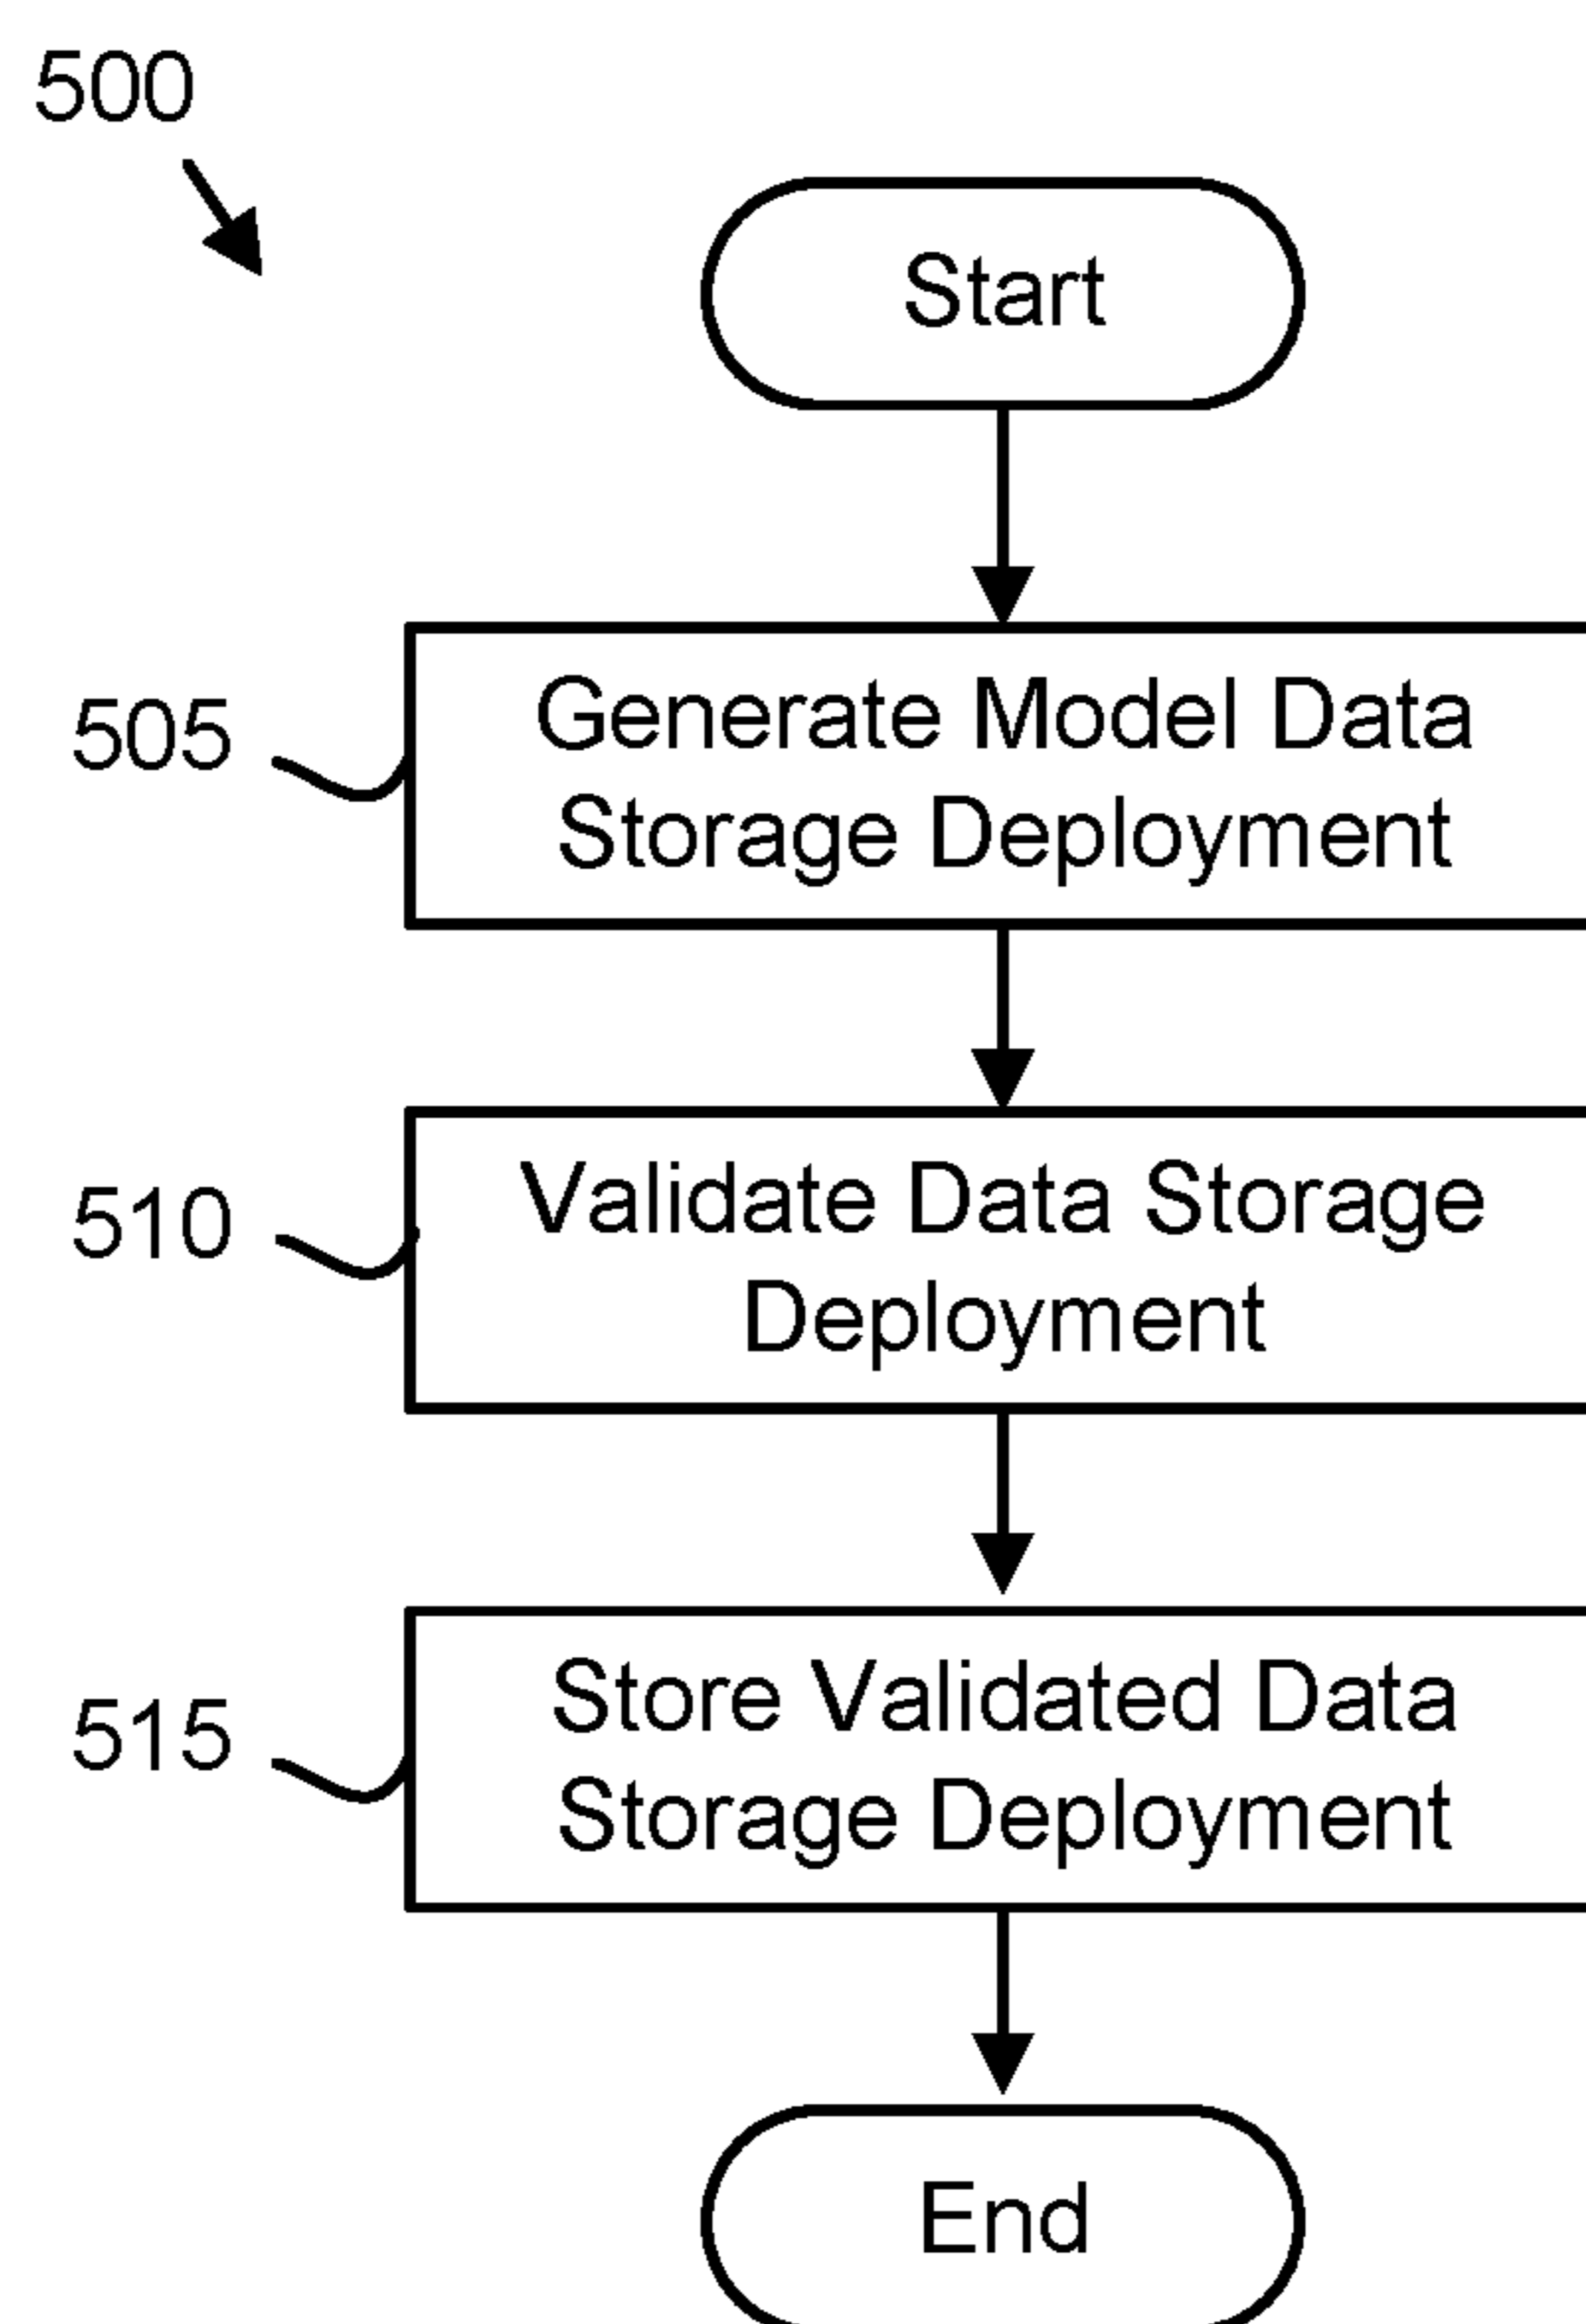 500
Start
505
Generate Model Data
Storage Deployment
510
Validate Data Storage
Deployment
515
Store Validated Data
Storage Deployment
End